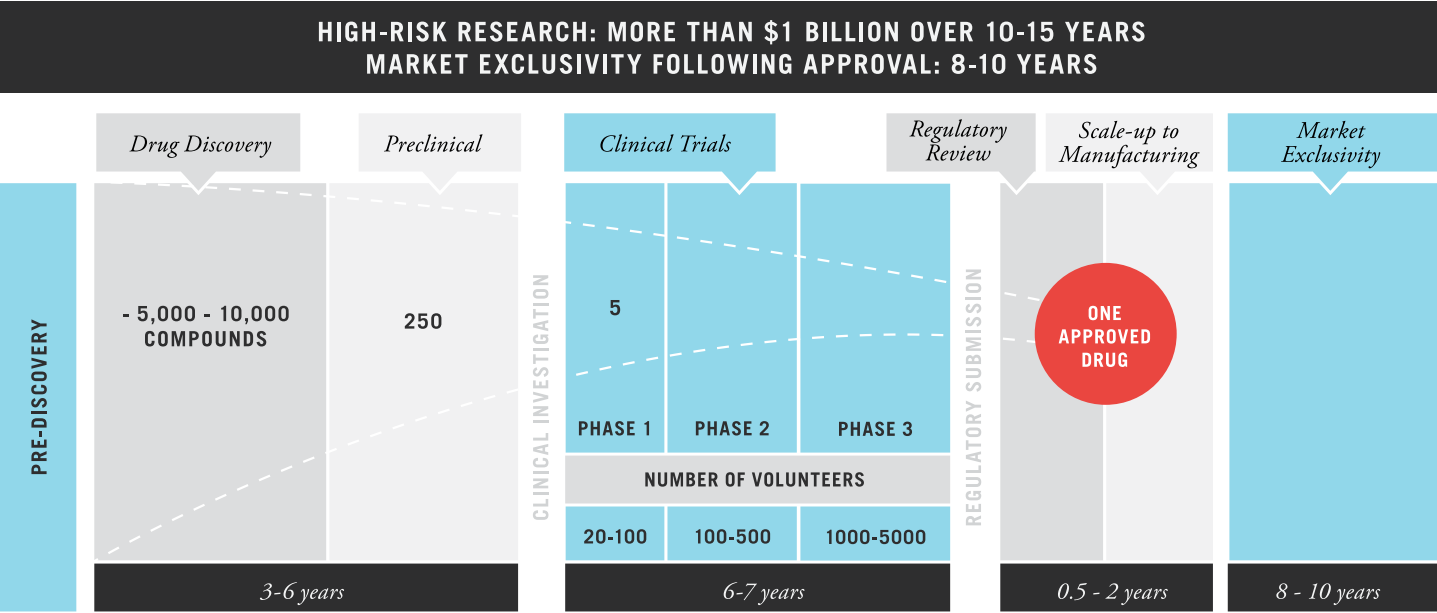 HIGH-RISK RESEARCH: MORE THAN $1 BILLION OVER 10-15 YEARS
MARKET EXCLUSIVITY FOLLOWING APPROVAL: 8-10 YEARS
Drug Discovery
Preclinical
Clinical Trials
Regulatory
Review
Scale-up to
Manufacturing
Market
Exclusivity
PRE-DISCOVERY
- 5,000 - 10,000
COMPOUNDS
250
CLINICAL INVESTIGATION
5
PHASE 1
PHASE 2
PHASE 3
NUMBER OF VOLUNTEERS
20-100
100-500
1000-5000
REGULATORY SUBMISSION
ONE
APPROVED
DRUG
3-6 years
6-7 years
0.5 - 2 years
8 - 10 years